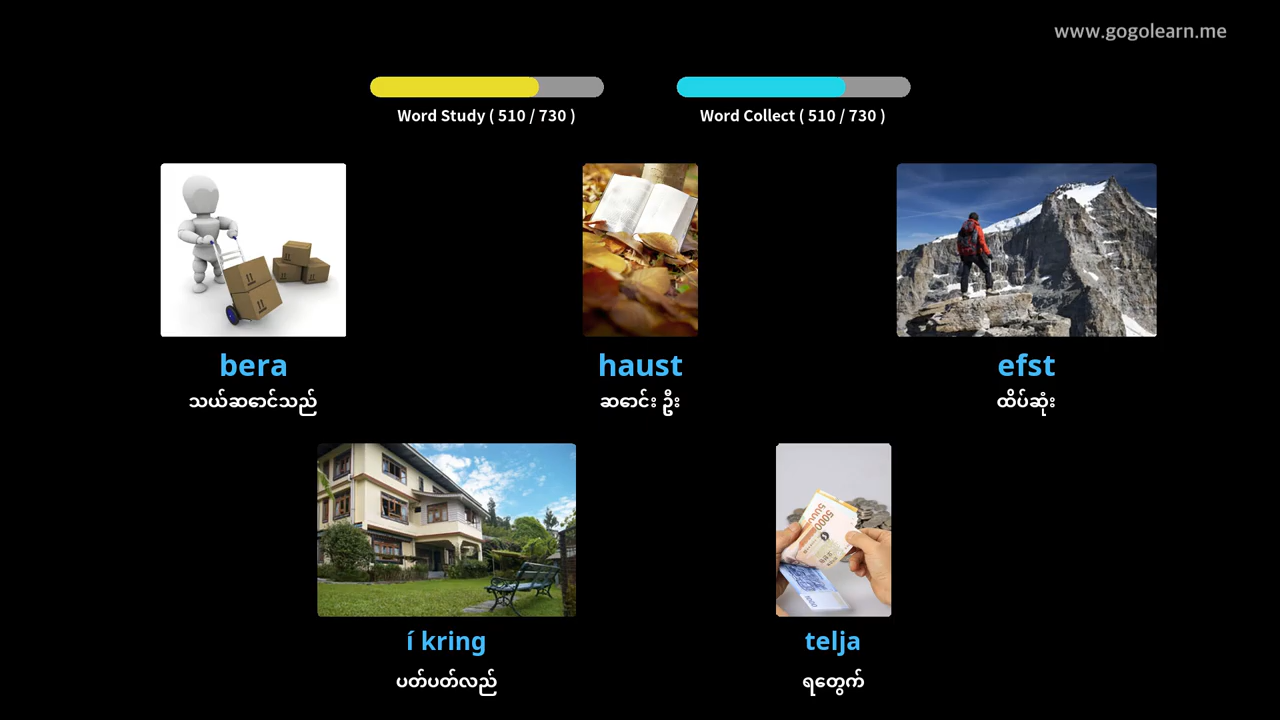 www.gogolearn.me
Word Study ( 510 / 730 )
Word Collect ( 510 / 730 )
bera
haust
efst
သယ်ဆောင်သည်
ဆောင်း ဦး
ထိပ်ဆုံး
í kring
telja
ပတ်ပတ်လည်
ရတွေက်